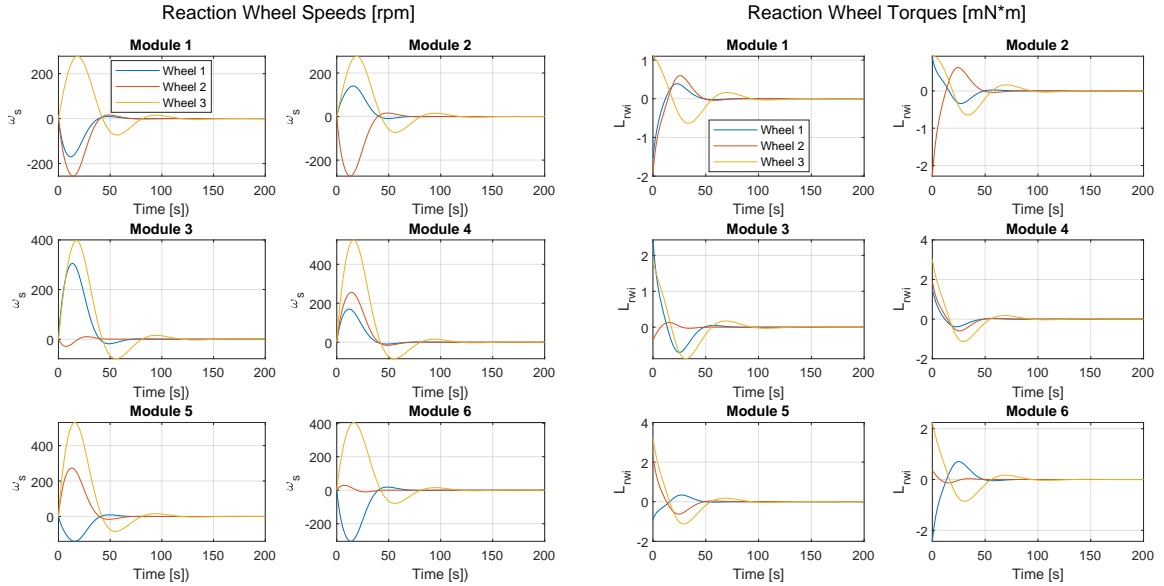 Reaction Wheel Speeds [rpm]
Module 1
200
0
-200
ω_s
Wheel 1
Wheel 2
Wheel 3
0 50 100 150 200
Time [s])
Module 2
200
0
-200
ω_s
0 50 100 150 200
Time [s])
Module 3
400
200
0
ω_s
0 50 100 150 200
Time [s])
Module 4
400
200
0
ω_s
0 50 100 150 200
Time [s])
Module 5
400
200
0
ω_s
0 50 100 150 200
Time [s])
Module 6
400
200
0
-200
ω_s
0 50 100 150 200
Time [s])
Reaction Wheel Torques [mN*m]
Module 1
1
0
-1
-2
L_rwi
Wheel 1
Wheel 2
Wheel 3
0 50 100 150 200
Time [s])
Module 2
0
-1
-2
L_rwi
0 50 100 150 200
Time [s])
Module 3
2
1
0
L_rwi
0 50 100 150 200
Time [s])
Module 4
4
2
0
-2
L_rwi
0 50 100 150 200
Time [s])
Module 5
4
2
0
-2
L_rwi
0 50 100 150 200
Time [s])
Module 6
2
0
-2
L_rwi
0 50 100 150 200
Time [s])